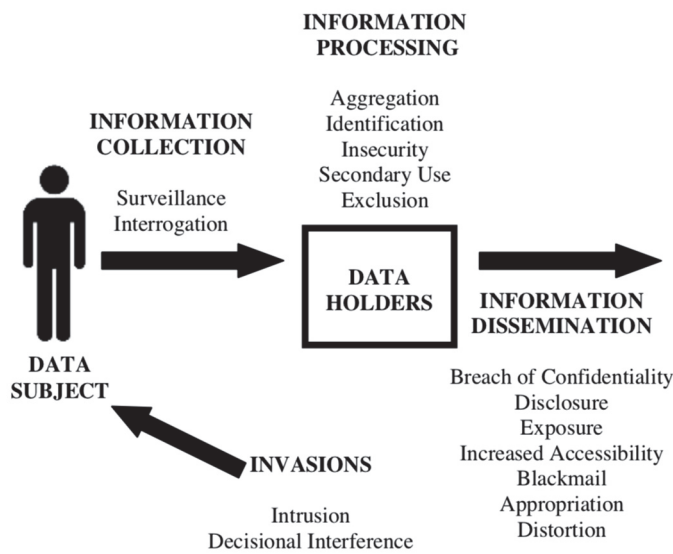 INFORMATION
PROCESSING
Aggregation
Identification
Insecurity
Secondary Use
Exclusion
INFORMATION
COLLECTION
Surveillance
Interrogation
DATA
HOLDERS
INFORMATION
DISSEMINATION
Breach of Confidentiality
Disclosure
Exposure
Increased Accessibility
Blackmail
Appropriation
Distortion
DATA
SUBJECT
INVASIONS
Intrusion
Decisional Interference